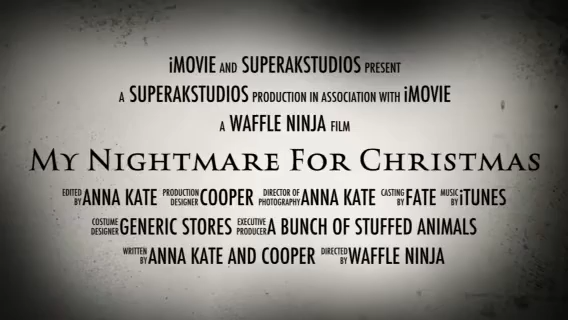 iMOVIE AND SUPERAKSTUDIOS PRESENT
A SUPERAKSTUDIOS PRODUCTION IN ASSOCIATION WITH iMOVIE
A WAFFLE NINJA FILM
MY NIGHTMARE FOR CHRISTMAS
EDITED BY ANNA KATE PRODUCTION DESIGNER COOPER DIRECTOR OF PHOTOGRAPHY ANNA KATE CASTING BY FATE MUSIC BY iTUNES
COSTUME DESIGNER GENERIC STORES EXECUTIVE PRODUCER A BUNCH OF STUFFED ANIMALS
WRITTEN BY ANNA KATE AND COOPER DIRECTED BY WAFFLE NINJA